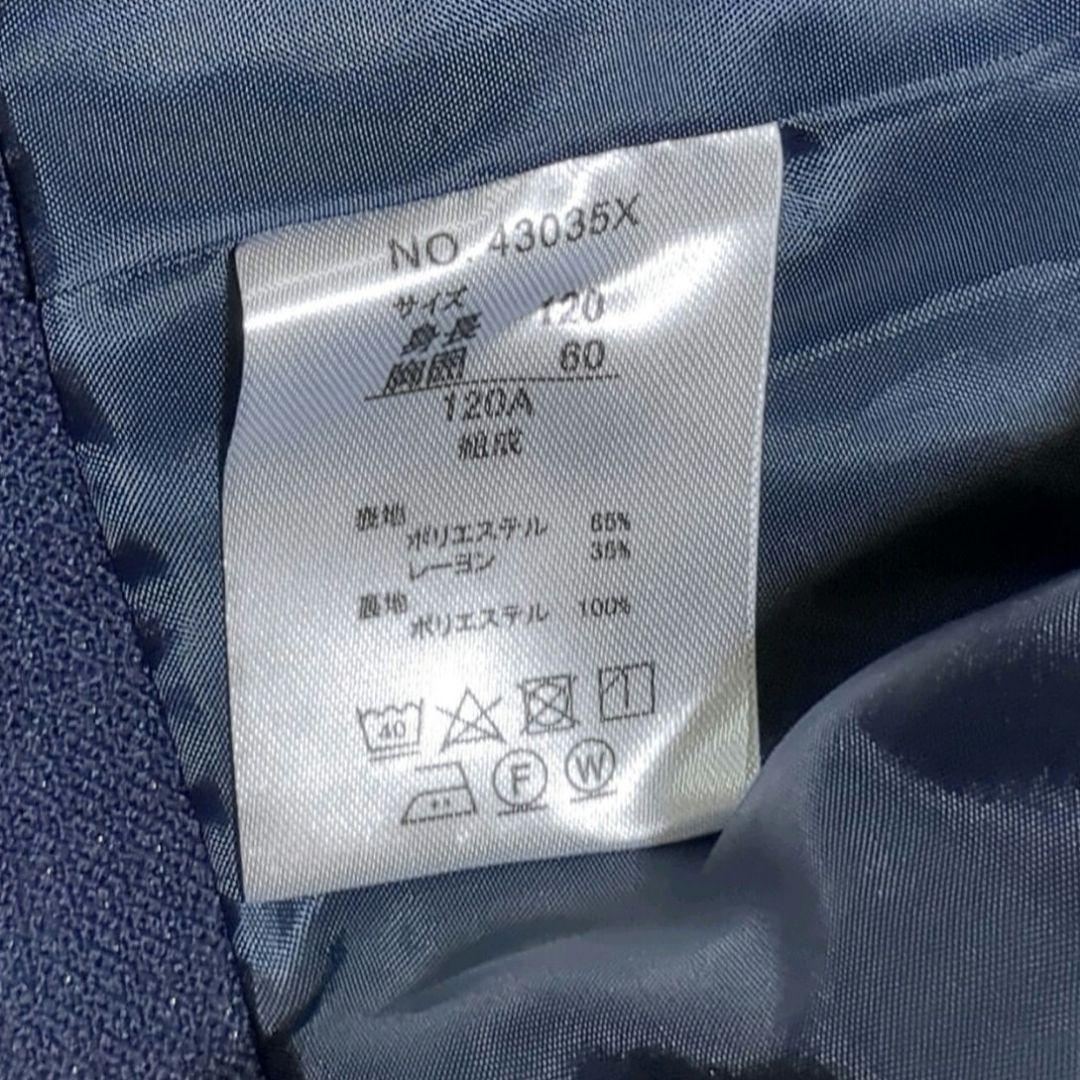 NO. 43035X
サイズ
身長 120
胸囲 60
120A
組成
表地
ポリエステル 65%
レーヨン 35%
裏地
ポリエステル 100%
40
F W